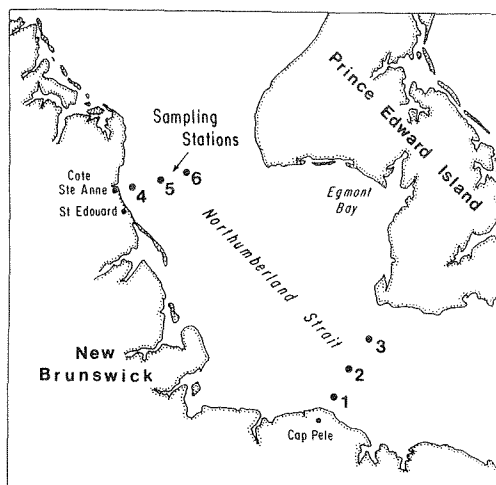 Prince Edward Island
Sampling
Stations
Cote
Ste Anne
4
5
6
St Edouard
Egmont
Bay
Northumberland Strait
3
New
Brunswick
2
1
Cap Pele